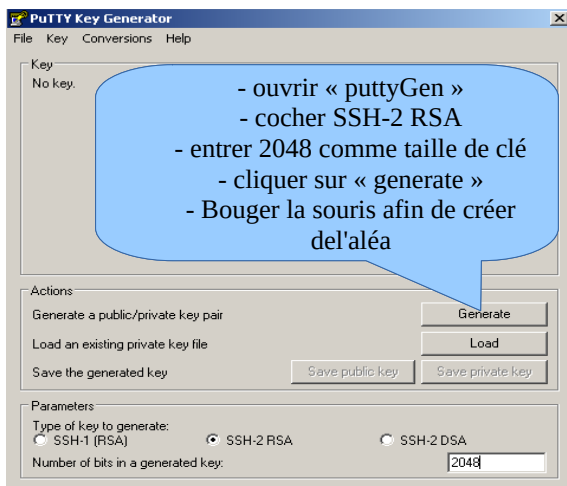 PuTTY Key Generator
File Key Conversions Help
Key
No key.
- ouvrir « puttyGen »
- cocher SSH-2 RSA
- entrer 2048 comme taille de clé
- cliquer sur « generate »
- Bouger la souris afin de créer
del'aléa
Actions
Generate a public/private key pair
Generate
Load an existing private key file
Load
Save the generated key
Save public key
Save private key
Parameters
Type of key to generate:
SSH-1 (RSA)
SSH-2 RSA
SSH-2 DSA
Number of bits in a generated key:
2048